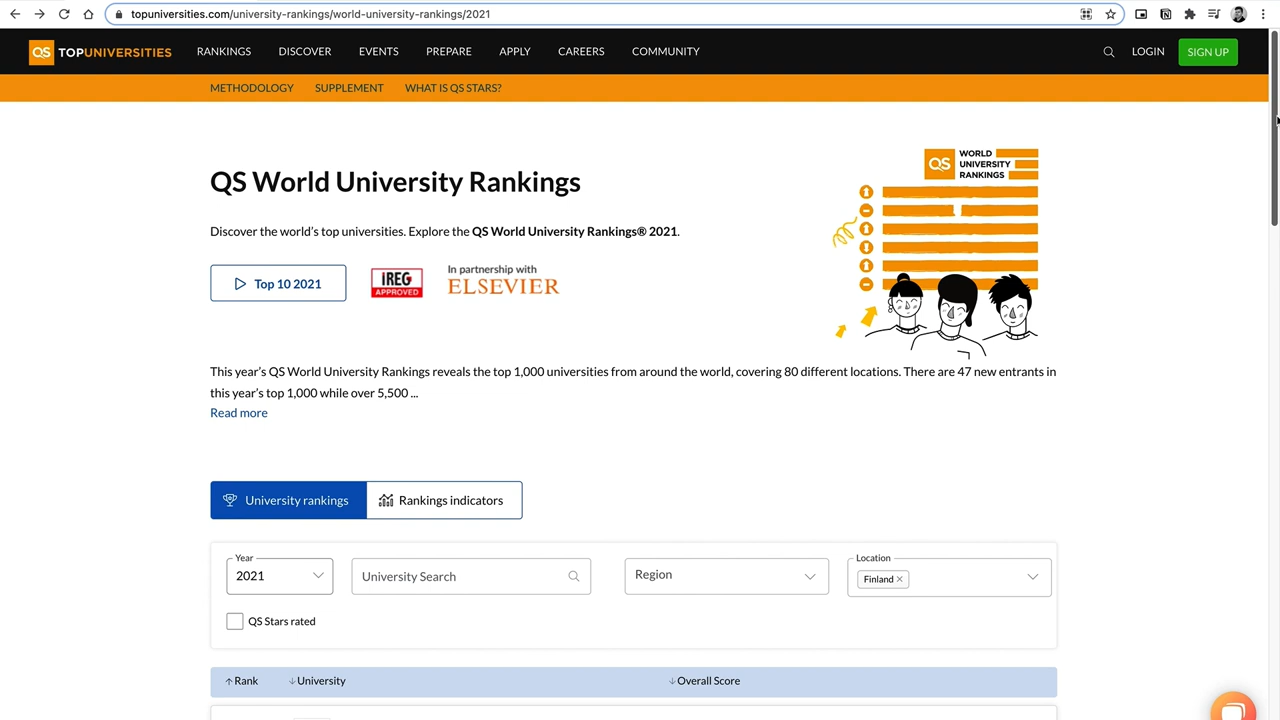 topuniversities.com/university-rankings/world-university-rankings/2021
QS TOPUNIVERSITIES RANKINGS DISCOVER EVENTS PREPARE APPLY CAREERS COMMUNITY LOGIN SIGN UP
METHODOLOGY SUPPLEMENT WHAT IS QS STARS?
QS WORLD
UNIVERSITY
RANKINGS
QS World University Rankings
Discover the world's top universities. Explore the QS World University Rankings® 2021.
Top 10 2021
iREG
APPROVED
In partnership with
ELSEVIER
This year's QS World University Rankings reveals the top 1,000 universities from around the world, covering 80 different locations. There are 47 new entrants in
this year's top 1,000 while over 5,500 ...
Read more
University rankings Rankings indicators
Year
2021
University Search
Region
Location
Finland ×
QS Stars rated
↑Rank ↓University ↓Overall Score